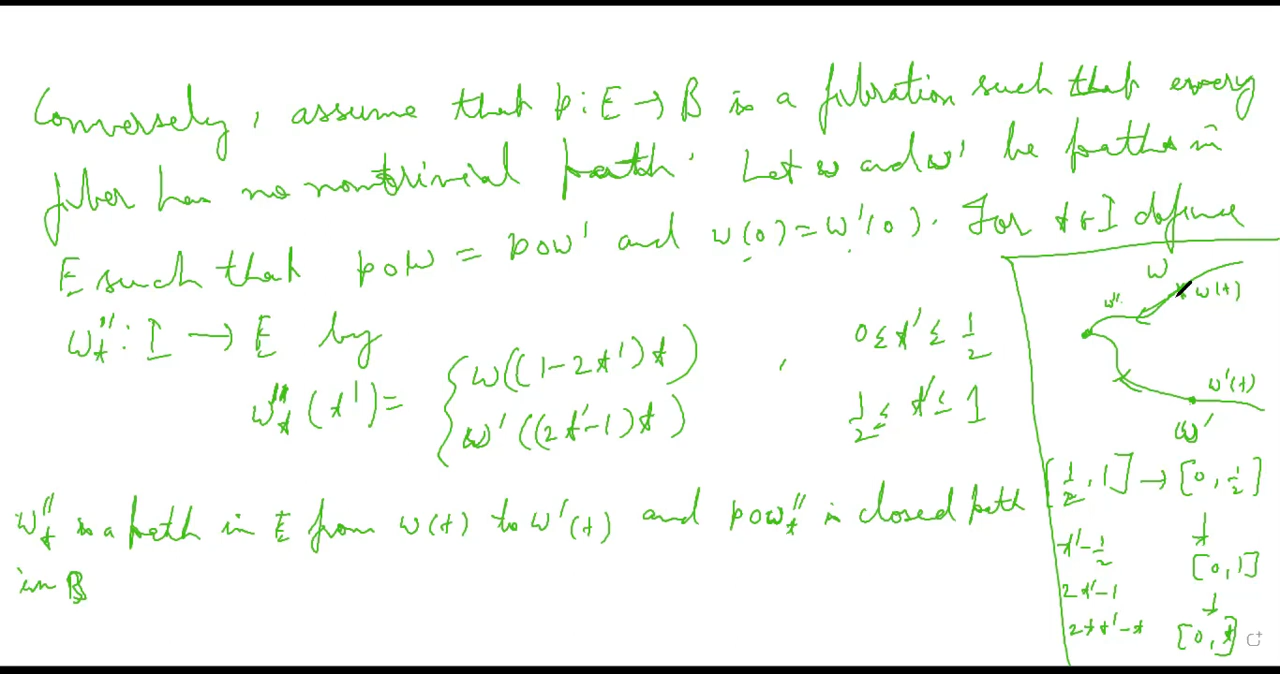 Conversely, assume that p: E → B is a fibration such that every
fiber has no nontrivial path. Let ω and ω' be paths in
E such that p∘ω = p∘ω' and ω(0) = ω'(0). For t∈I define
ω''_t : I → E by
ω''_t(t') = { ω((1-2t')t) , 0 ≤ t' ≤ 1/2
ω'((2t'-1)t) 1/2 ≤ t' ≤ 1
ω''_t is a path in E from ω(t) to ω'(t) and p∘ω''_t is closed path
in B
ω
ω'' ω(t)
ω'(t)
ω'
[1/2, 1] → [0, 1/2]
t'-1/2 ↓
[0, 1]
2t'-1 ↓
2tt'-t [0, t]